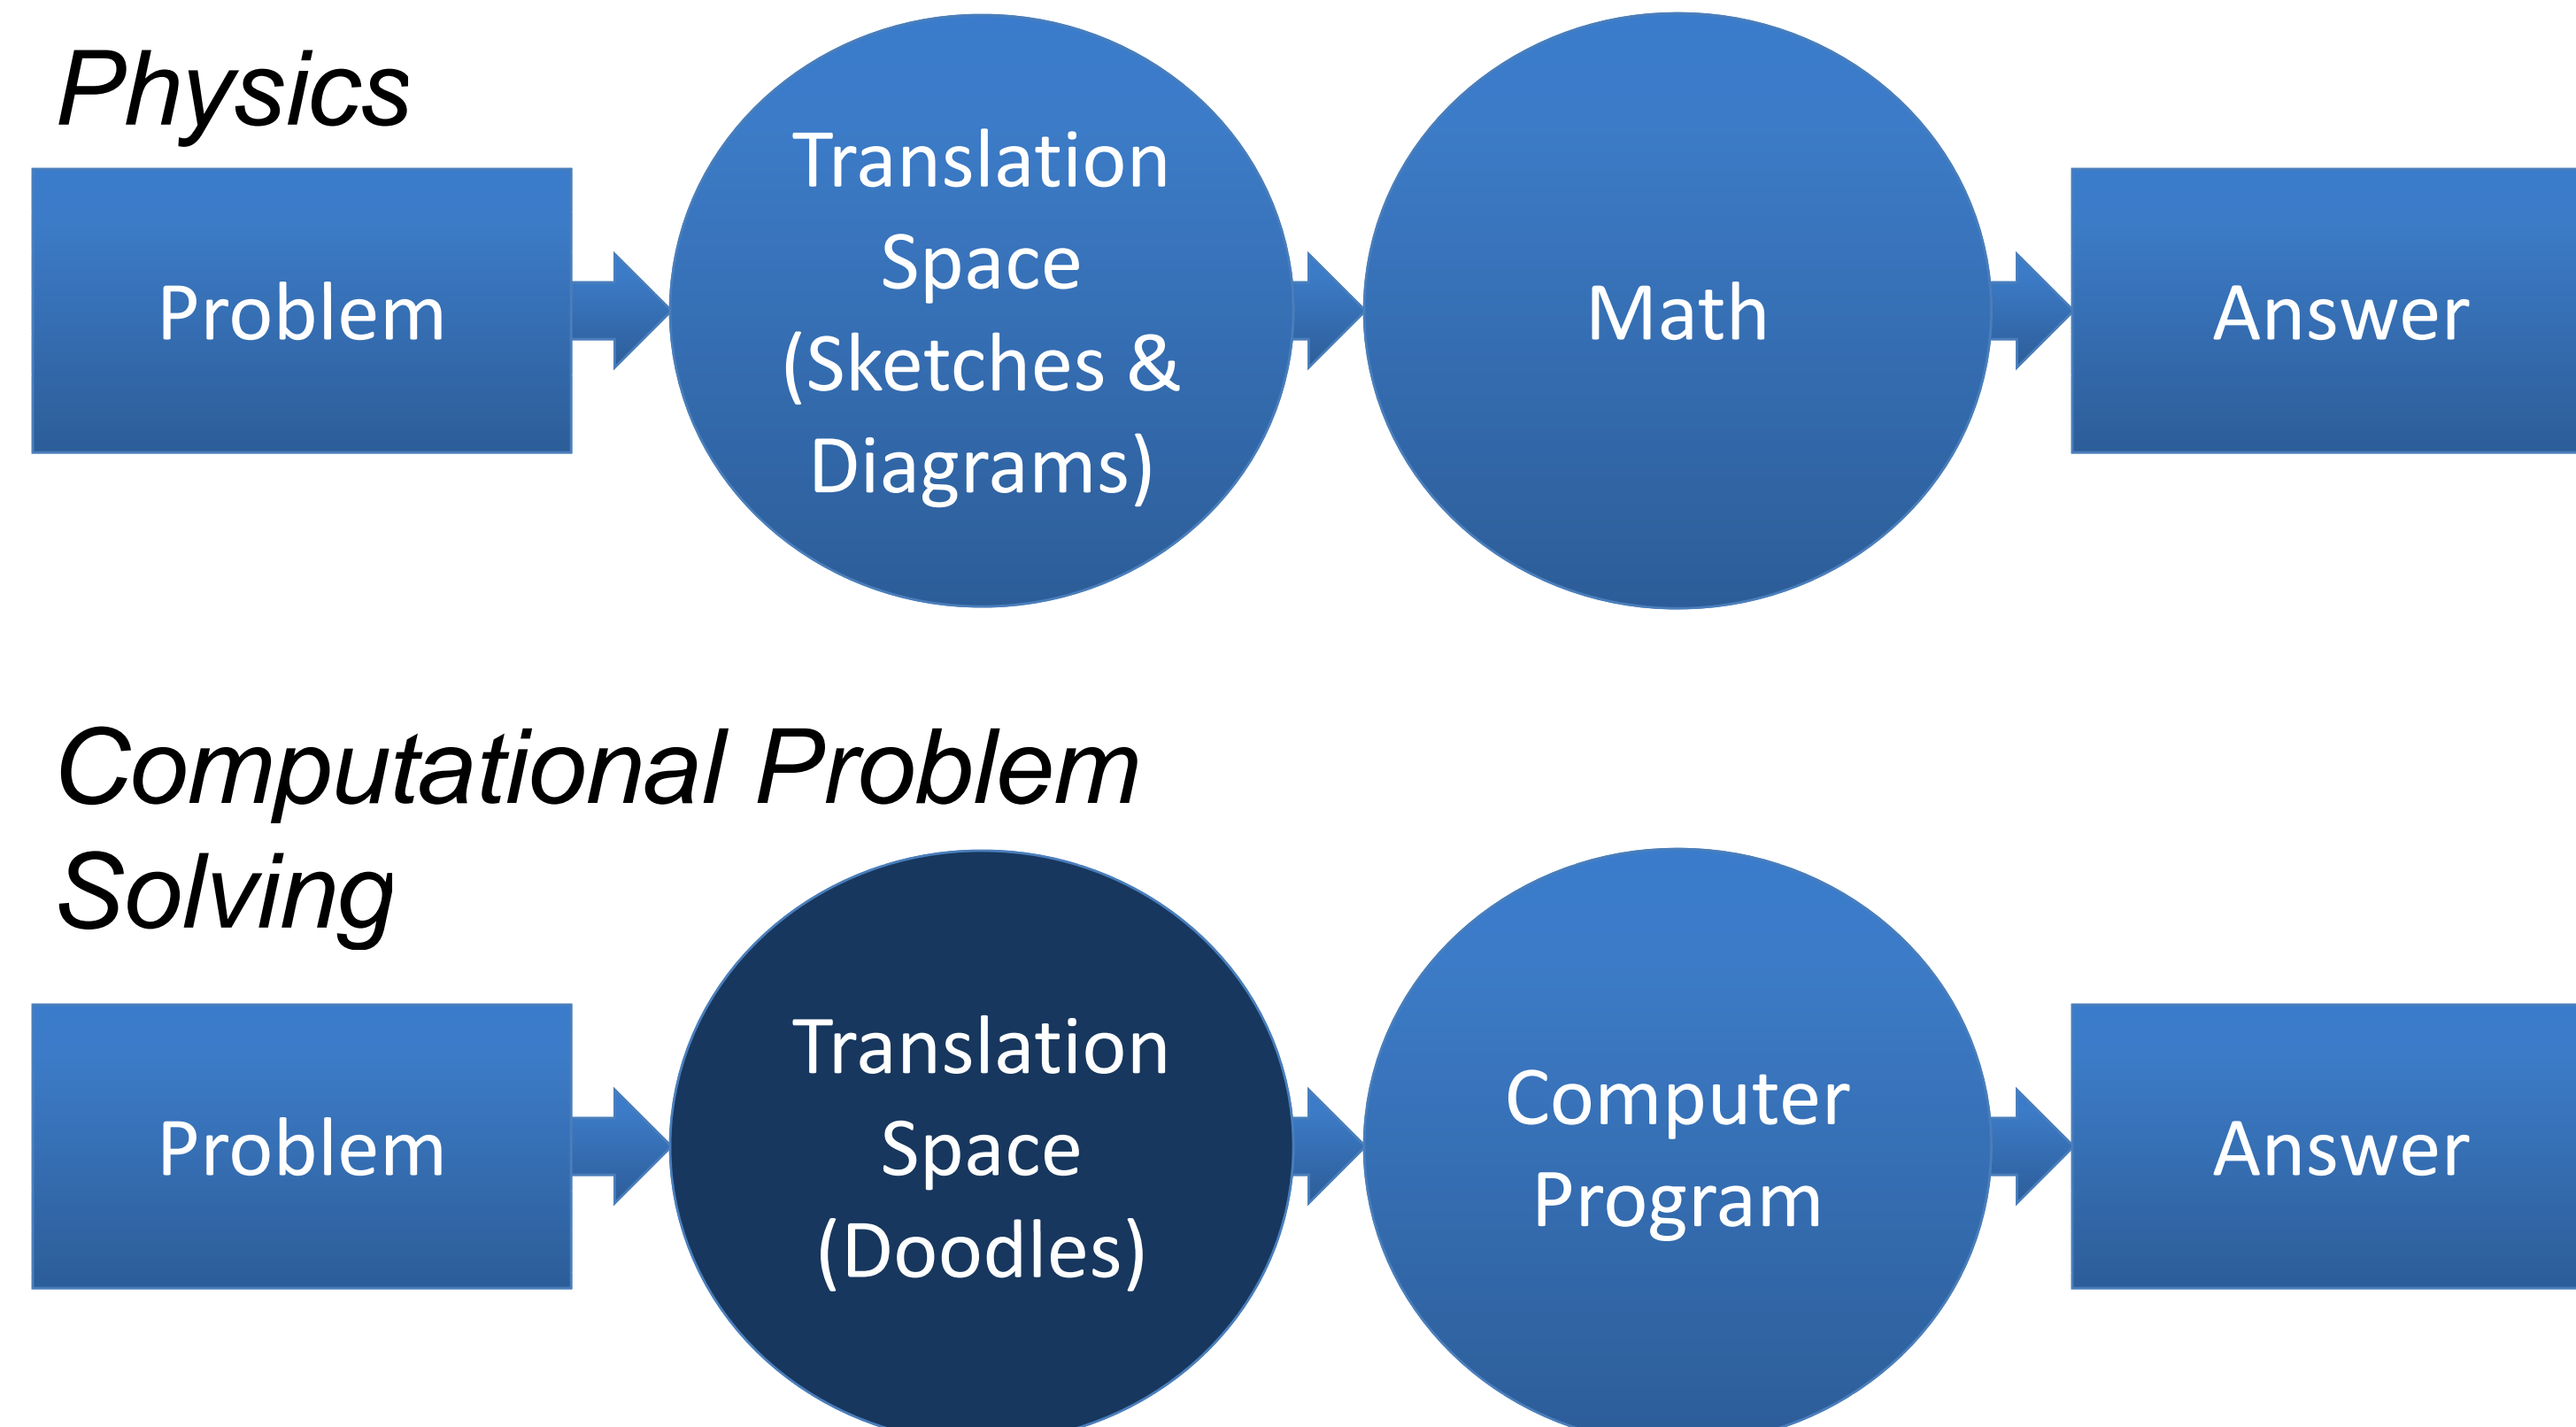 Physics
Problem
Translation
Space
(Sketches &
Diagrams)
Math
Answer
Computational Problem
Solving
Problem
Translation
Space
(Doodles)
Computer
Program
Answer